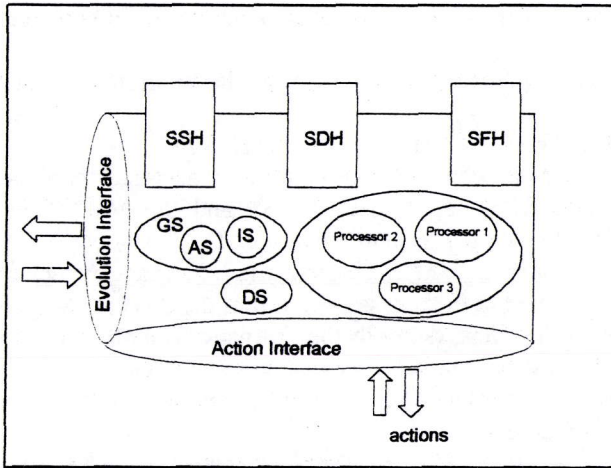 SSH
SDH
SFH
Evolution Interface
GS
AS
IS
DS
Processor 2
Processor 1
Processor 3
Action Interface
actions